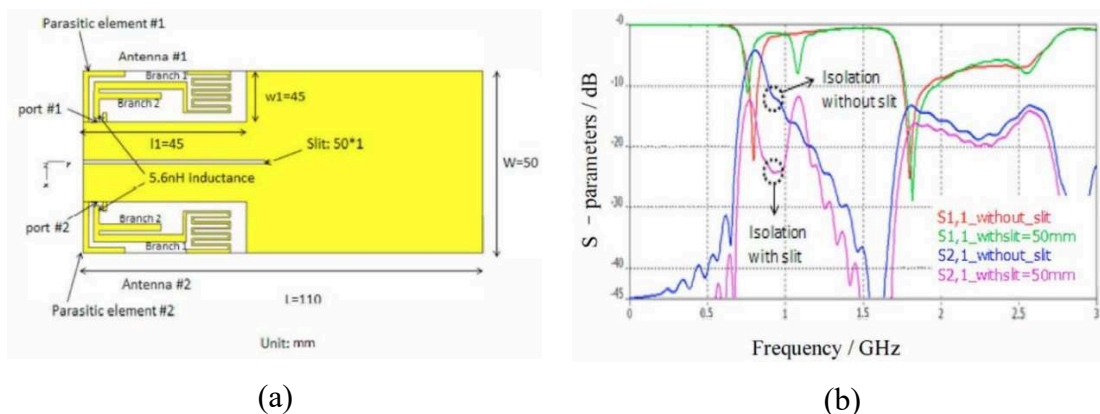 Parasitic element #1
Antenna #1
Branch 1
Branch 2
port #1
w1=45
l1=45
Slit: 50*1
W=50
5.6nH inductance
port #2
Branch 2
Branch 1
Antenna #2
L=110
Parasitic element #2
Unit: mm
(a)
S – parameters / dB
-0
-10
-20
-30
-40
-45
Isolation
without slit
Isolation
with slit
S1,1_without_slit
S1,1_withslit=50mm
S2,1_without_slit
S2,1_withslit=50mm
0
0.5
1
1.5
2
2.5
3
Frequency / GHz
(b)